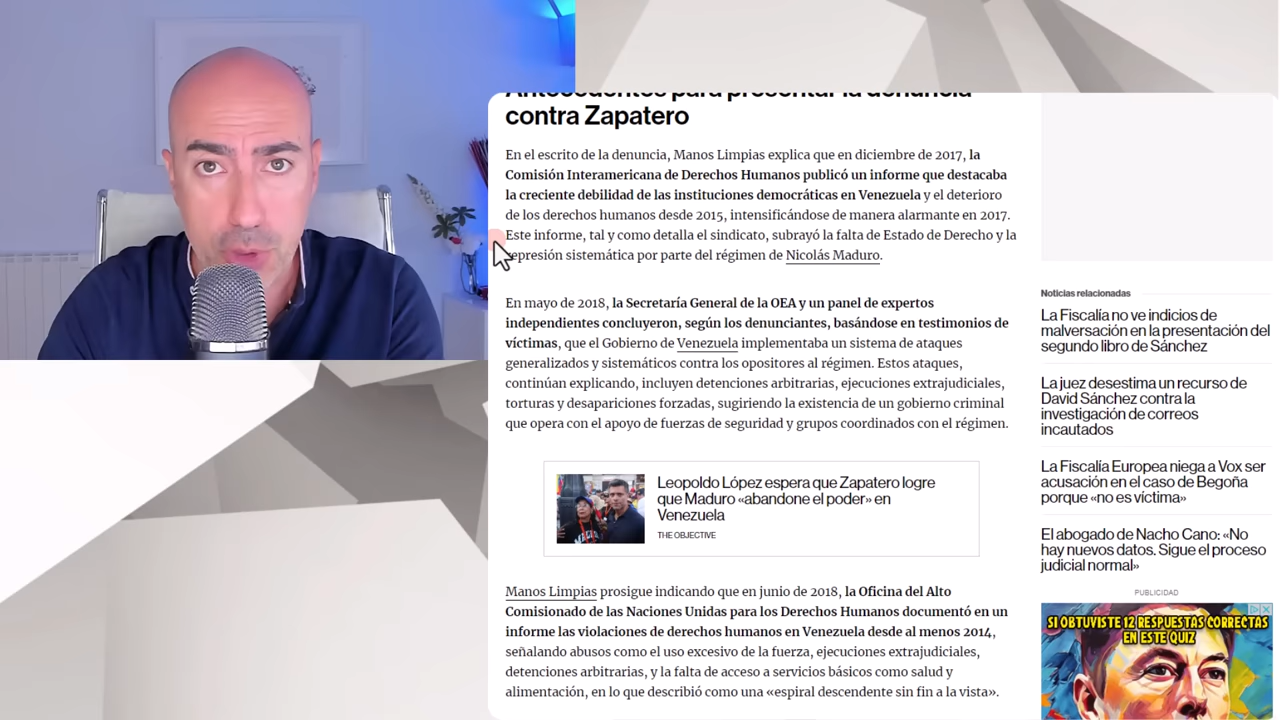 Antecedentes para presentar la denuncia
contra Zapatero
En el escrito de la denuncia, Manos Limpias explica que en diciembre de 2017, la
Comisión Interamericana de Derechos Humanos publicó un informe que destacaba
la creciente debilidad de las instituciones democráticas en Venezuela y el deterioro
de los derechos humanos desde 2015, intensificándose de manera alarmante en 2017.
Este informe, tal y como detalla el sindicato, subrayó la falta de Estado de Derecho y la
represión sistemática por parte del régimen de Nicolás Maduro.
En mayo de 2018, la Secretaría General de la OEA y un panel de expertos
independientes concluyeron, según los denunciantes, basándose en testimonios de
víctimas, que el Gobierno de Venezuela implementaba un sistema de ataques
generalizados y sistemáticos contra los opositores al régimen. Estos ataques,
continúan explicando, incluyen detenciones arbitrarias, ejecuciones extrajudiciales,
torturas y desapariciones forzadas, sugiriendo la existencia de un gobierno criminal
que opera con el apoyo de fuerzas de seguridad y grupos coordinados con el régimen.
Leopoldo López espera que Zapatero logre
que Maduro «abandone el poder» en
Venezuela
THE OBJECTIVE
Manos Limpias prosigue indicando que en junio de 2018, la Oficina del Alto
Comisionado de las Naciones Unidas para los Derechos Humanos documentó en un
informe las violaciones de derechos humanos en Venezuela desde al menos 2014,
señalando abusos como el uso excesivo de la fuerza, ejecuciones extrajudiciales,
detenciones arbitrarias, y la falta de acceso a servicios básicos como salud y
alimentación, en lo que describió como una «espiral descendente sin fin a la vista».
Noticias relacionadas
La Fiscalía no ve indicios de
malversación en la presentación del
segundo libro de Sánchez
La juez desestima un recurso de
David Sánchez contra la
investigación de correos
incautados
La Fiscalía Europea niega a Vox ser
acusación en el caso de Begoña
porque «no es víctima»
El abogado de Nacho Cano: «No
hay nuevos datos. Sigue el proceso
judicial normal»
PUBLICIDAD
SI OBTUVISTE 12 RESPUESTAS CORRECTAS
EN ESTE QUIZ